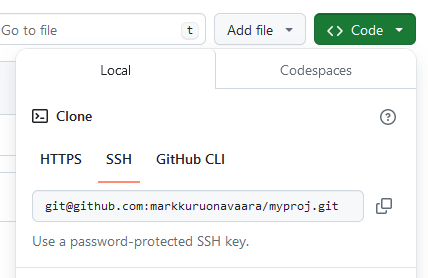 Go to file t Add file Code
Local Codespaces
Clone
HTTPS SSH GitHub CLI
git@github.com:markkuruonavaara/myproj.git
Use a password-protected SSH key.